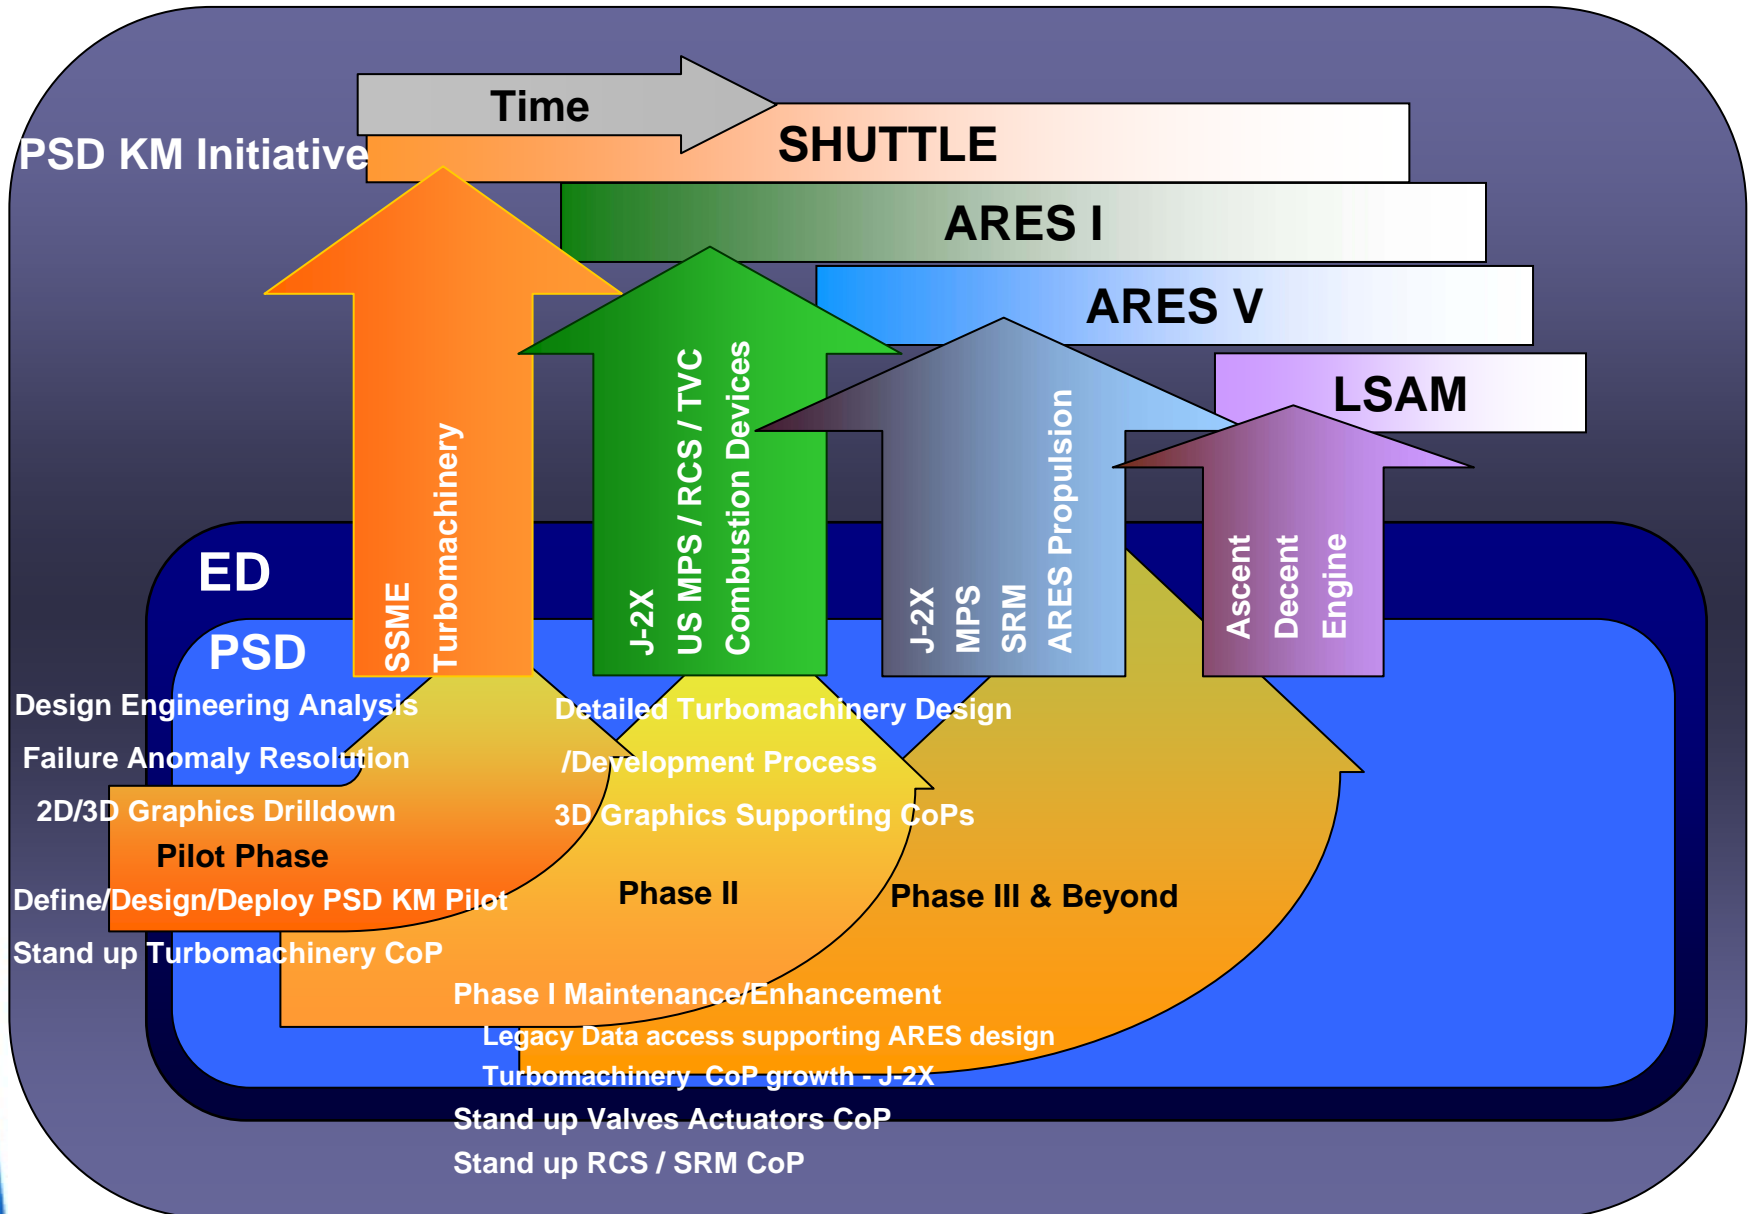 Time
PSD KM Initiative
SHUTTLE
ARES I
ARES V
LSAM
SSME
Turbomachinery
J-2X
US MPS / RCS / TVC
Combustion Devices
J-2X
MPS
SRM
ARES Propulsion
Ascent
Decent
Engine
ED
PSD
Design Engineering Analysis
Failure Anomaly Resolution
2D/3D Graphics Drilldown
Pilot Phase
Define/Design/Deploy PSD KM Pilot
Stand up Turbomachinery CoP
Detailed Turbomachinery Design
/Development Process
3D Graphics Supporting CoPs
Phase II
Phase III & Beyond
Phase I Maintenance/Enhancement
Legacy Data access supporting ARES design
Turbomachinery CoP growth - J-2X
Stand up Valves Actuators CoP
Stand up RCS / SRM CoP